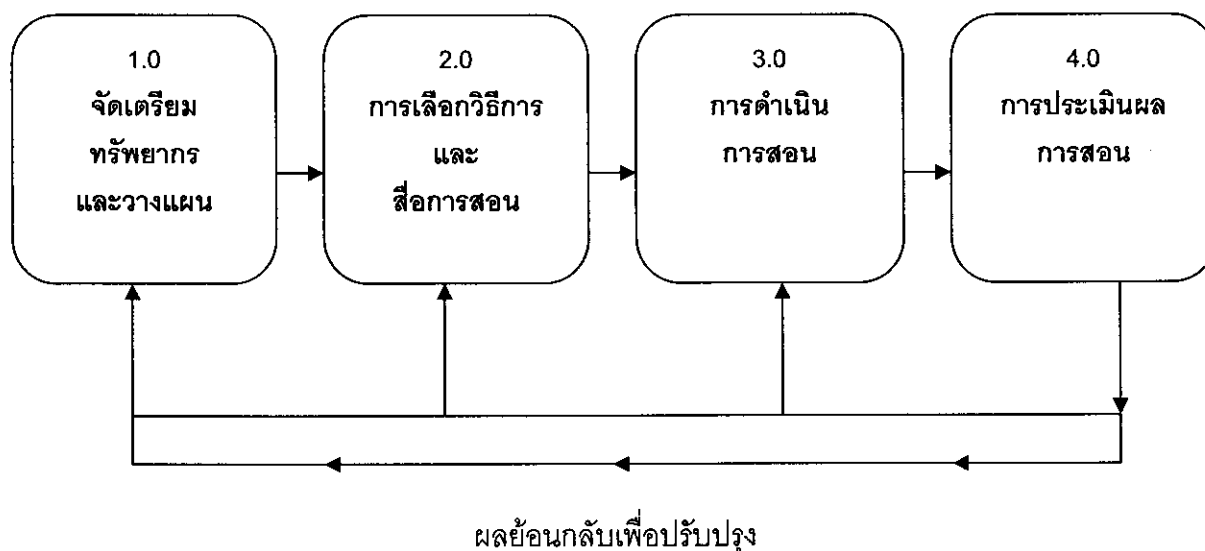 1.0
จัดเตรียม
ทรัพยากร
และวางแผน
2.0
การเลือกวิธีการ
และ
สื่อการสอน
3.0
การดำเนิน
การสอน
4.0
การประเมินผล
การสอน
ผลย้อนกลับเพื่อปรับปรุง